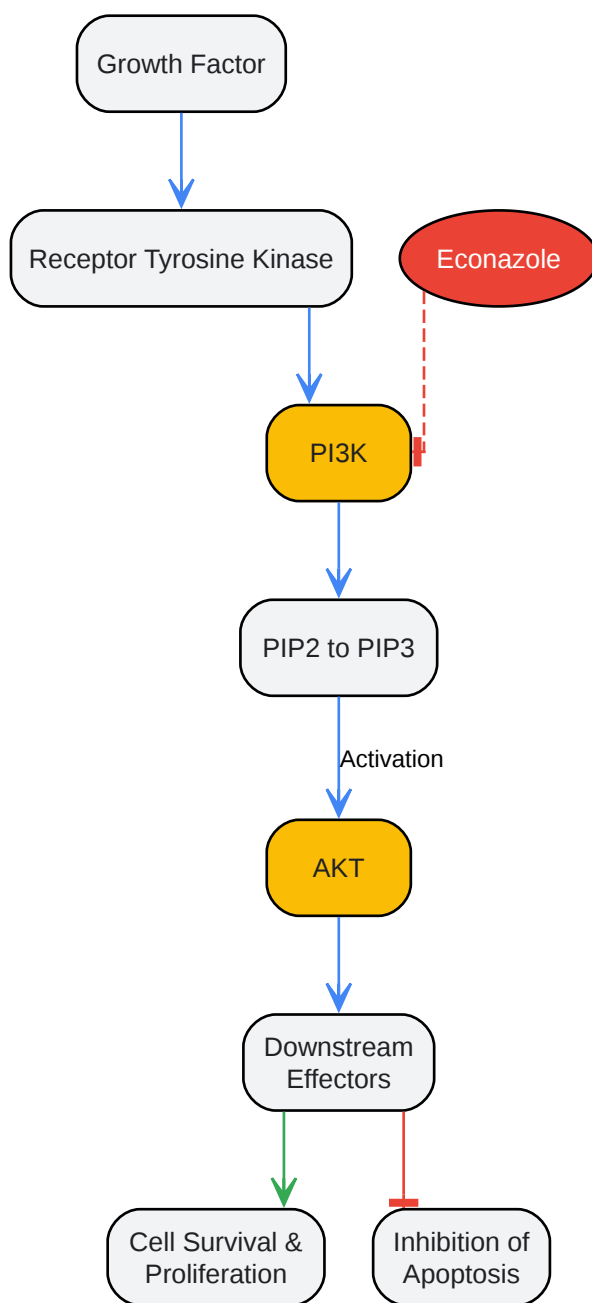 Growth Factor
Receptor Tyrosine Kinase
Econazole
PI3K
PIP2 to PIP3
Activation
AKT
Downstream
Effectors
Cell Survival &
Proliferation
Inhibition of
Apoptosis